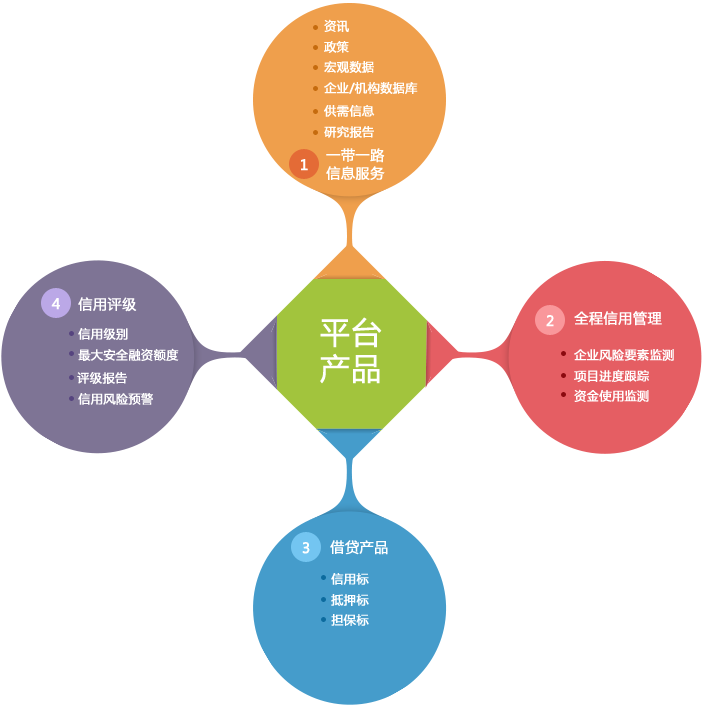 资讯
政策
宏观数据
企业/机构数据库
供需信息
研究报告
1
一带一路
信息服务
4
信用评级
信用级别
最大安全融资额度
评级报告
信用风险预警
平台
产品
2
全程信用管理
企业风险要素监测
项目进度跟踪
资金使用监测
3
借贷产品
信用标
抵押标
担保标